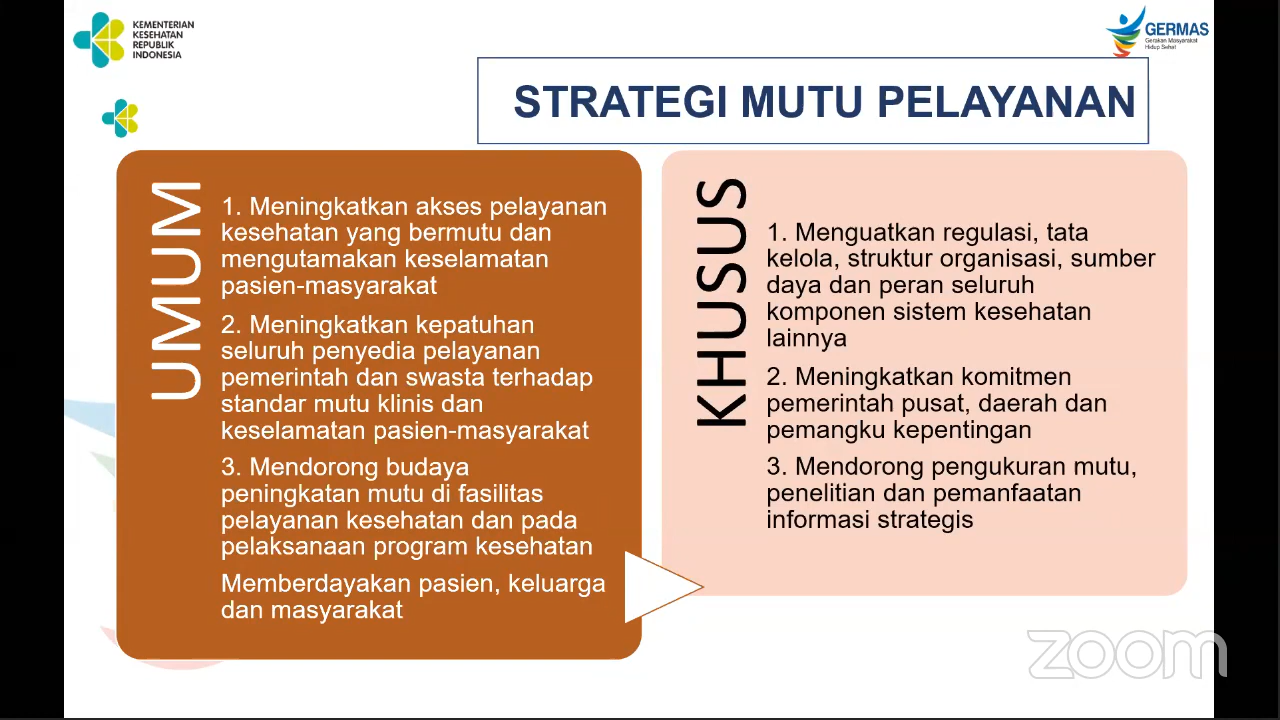 KEMENTERIAN
KESEHATAN
REPUBLIK
INDONESIA
GERMAS
Gerakan Masyarakat
Hidup Sehat
STRATEGI MUTU PELAYANAN
UMUM
1. Meningkatkan akses pelayanan
kesehatan yang bermutu dan
mengutamakan keselamatan
pasien-masyarakat
2. Meningkatkan kepatuhan
seluruh penyedia pelayanan
pemerintah dan swasta terhadap
standar mutu klinis dan
keselamatan pasien-masyarakat
3. Mendorong budaya
peningkatan mutu di fasilitas
pelayanan kesehatan dan pada
pelaksanaan program kesehatan
Memberdayakan pasien, keluarga
dan masyarakat
KHUSUS
1. Menguatkan regulasi, tata
kelola, struktur organisasi, sumber
daya dan peran seluruh
komponen sistem kesehatan
lainnya
2. Meningkatkan komitmen
pemerintah pusat, daerah dan
pemangku kepentingan
3. Mendorong pengukuran mutu,
penelitian dan pemanfaatan
informasi strategis
zoom